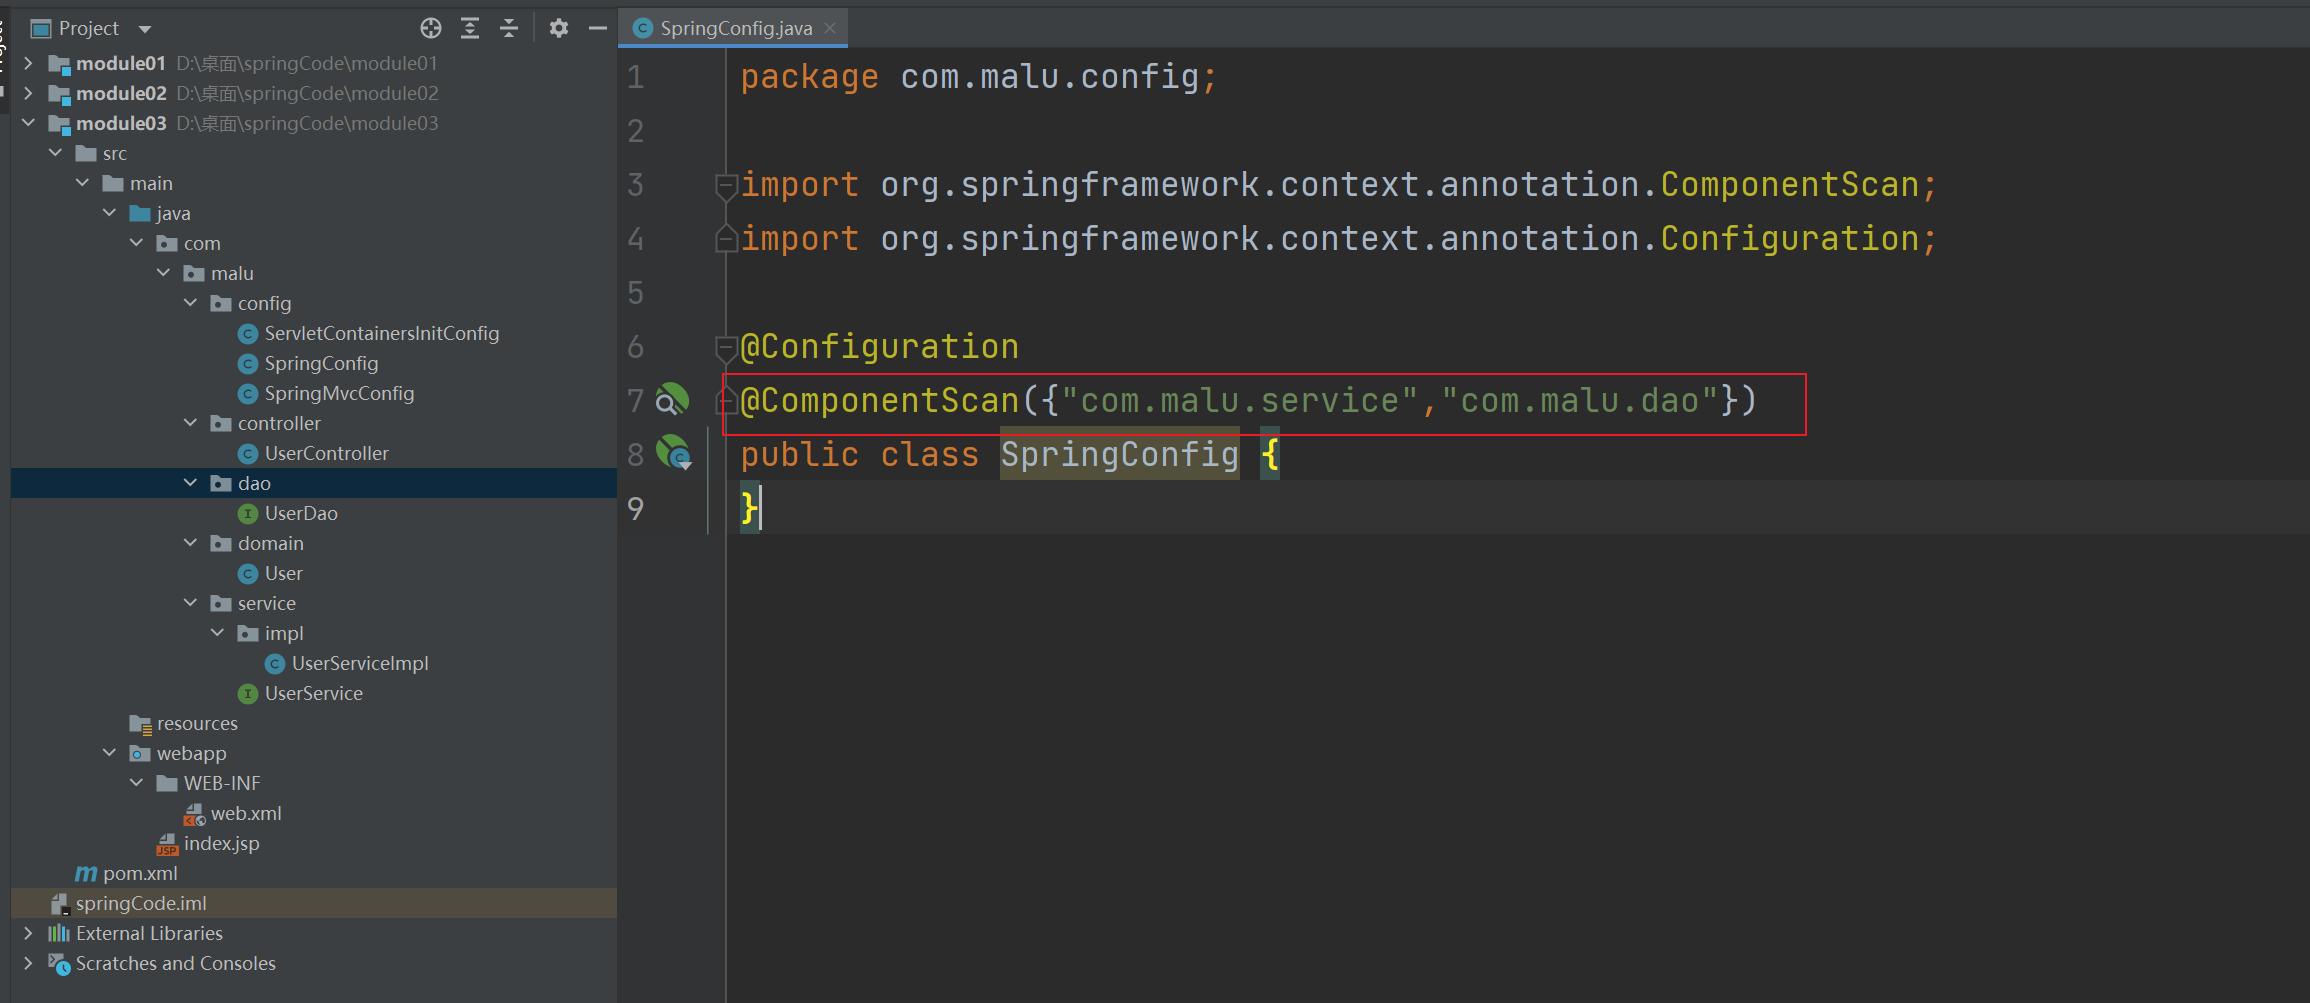 Project
module01 D:\桌面\springCode\module01
module02 D:\桌面\springCode\module02
module03 D:\桌面\springCode\module03
src
main
java
com
malu
config
ServletContainersInitConfig
SpringConfig
SpringMvcConfig
controller
UserController
dao
UserDao
domain
User
service
impl
UserServiceImpl
UserService
resources
webapp
WEB-INF
web.xml
index.jsp
pom.xml
springCode.iml
External Libraries
Scratches and Consoles
SpringConfig.java
1 package com.malu.config;
2
3 import org.springframework.context.annotation.ComponentScan;
4 import org.springframework.context.annotation.Configuration;
5
6 @Configuration
7 @ComponentScan({"com.malu.service","com.malu.dao"})
8 public class SpringConfig {
9 }